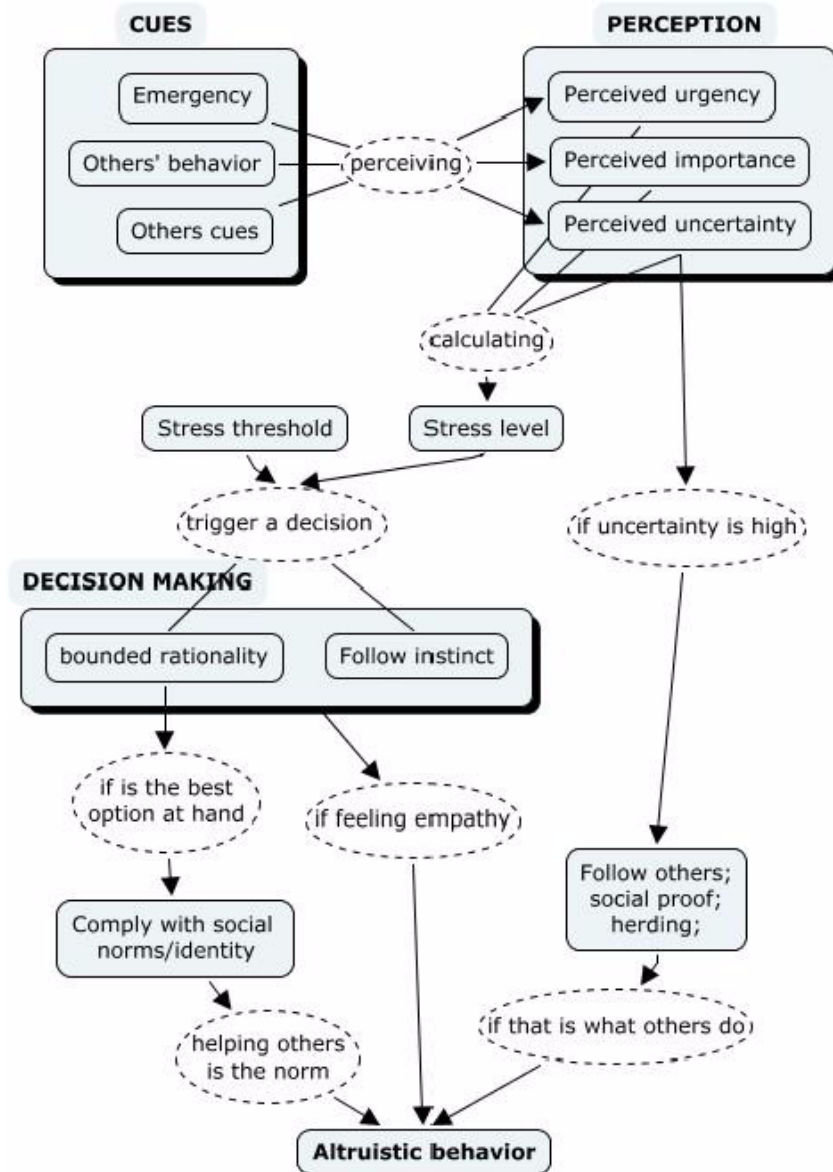 CUES
PERCEPTION
Emergency
Others' behavior
Others cues
perceiving
Perceived urgency
Perceived importance
Perceived uncertainty
calculating
Stress threshold
Stress level
trigger a decision
if uncertainty is high
DECISION MAKING
bounded rationality
Follow instinct
if is the best
option at hand
if feeling empathy
Follow others;
social proof;
herding;
Comply with social
norms/identity
if that is what others do
helping others
is the norm
Altruistic behavior